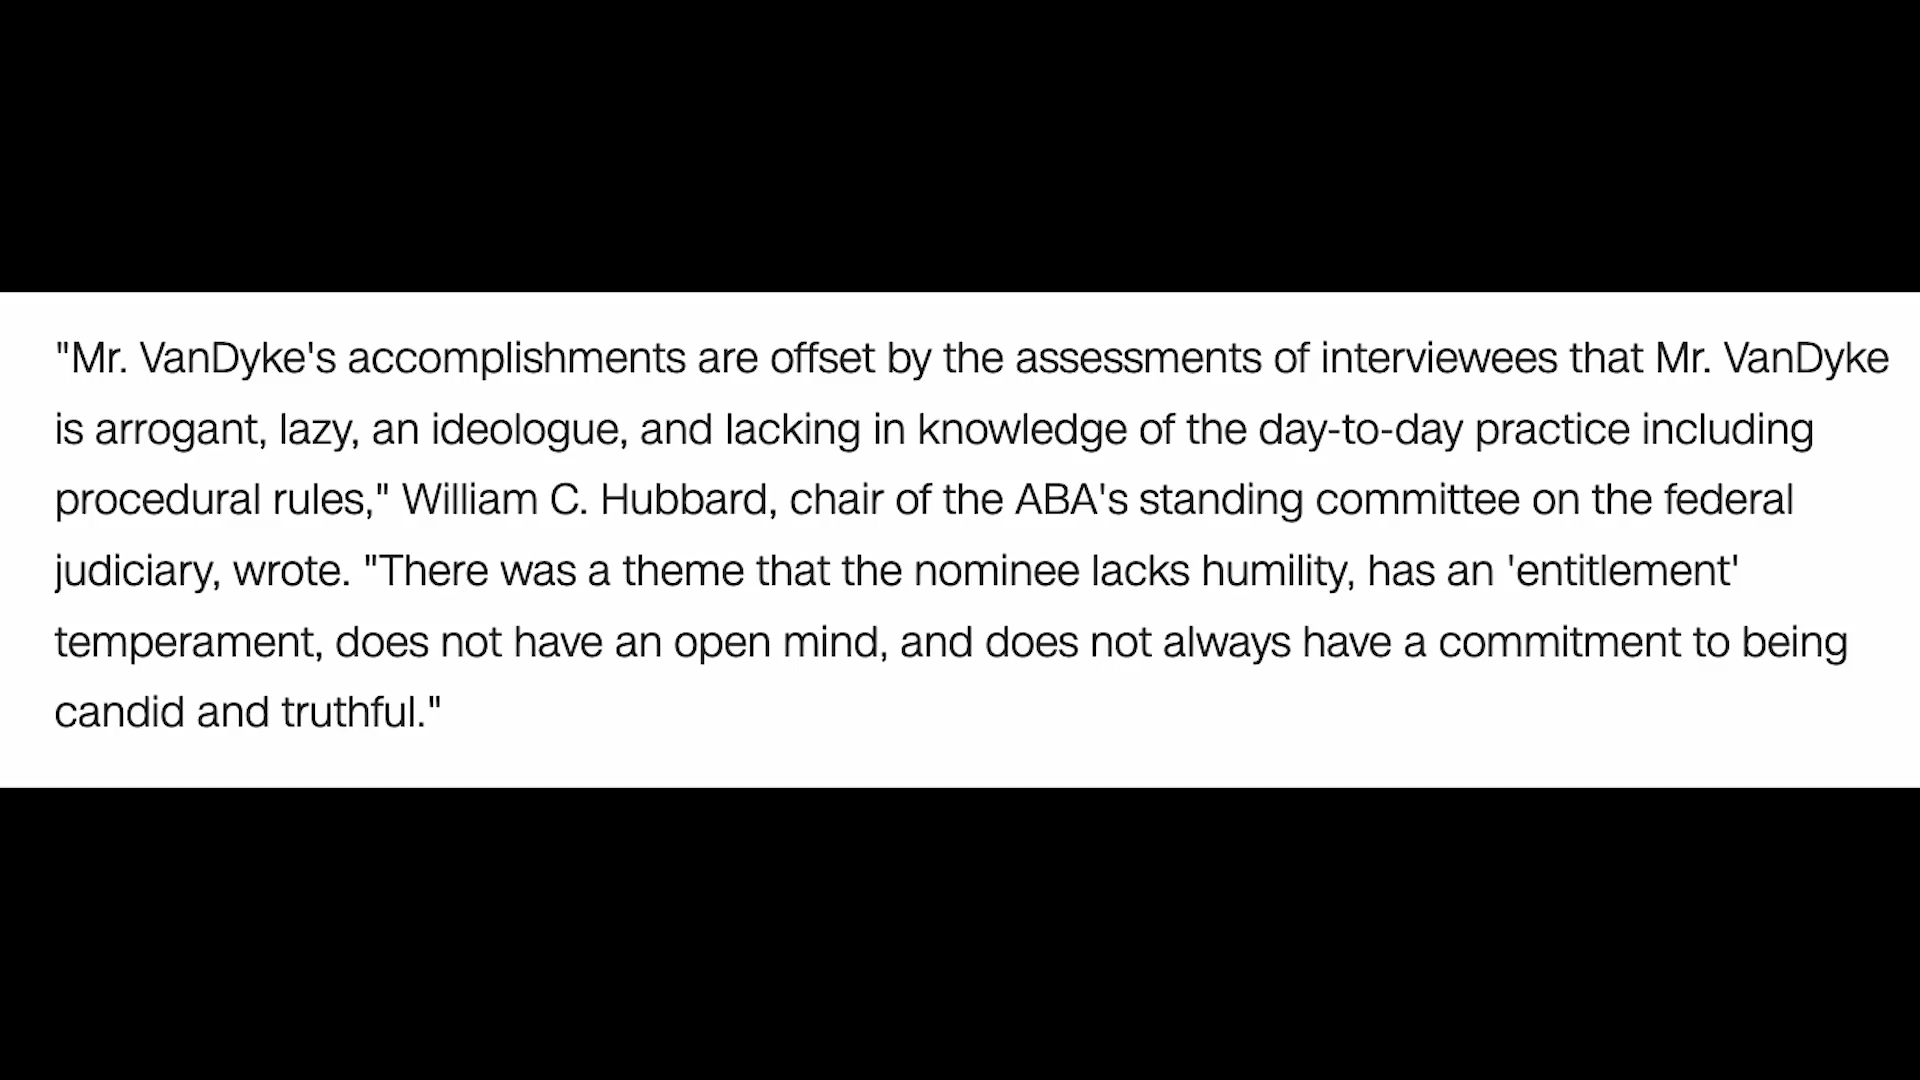 "Mr. VanDyke's accomplishments are offset by the assessments of interviewees that Mr. VanDyke
is arrogant, lazy, an ideologue, and lacking in knowledge of the day-to-day practice including
procedural rules," William C. Hubbard, chair of the ABA's standing committee on the federal
judiciary, wrote. "There was a theme that the nominee lacks humility, has an 'entitlement'
temperament, does not have an open mind, and does not always have a commitment to being
candid and truthful."